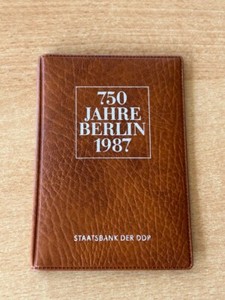 750
JAHRE
BERLIN
1987
STAATSBANK DER DDR